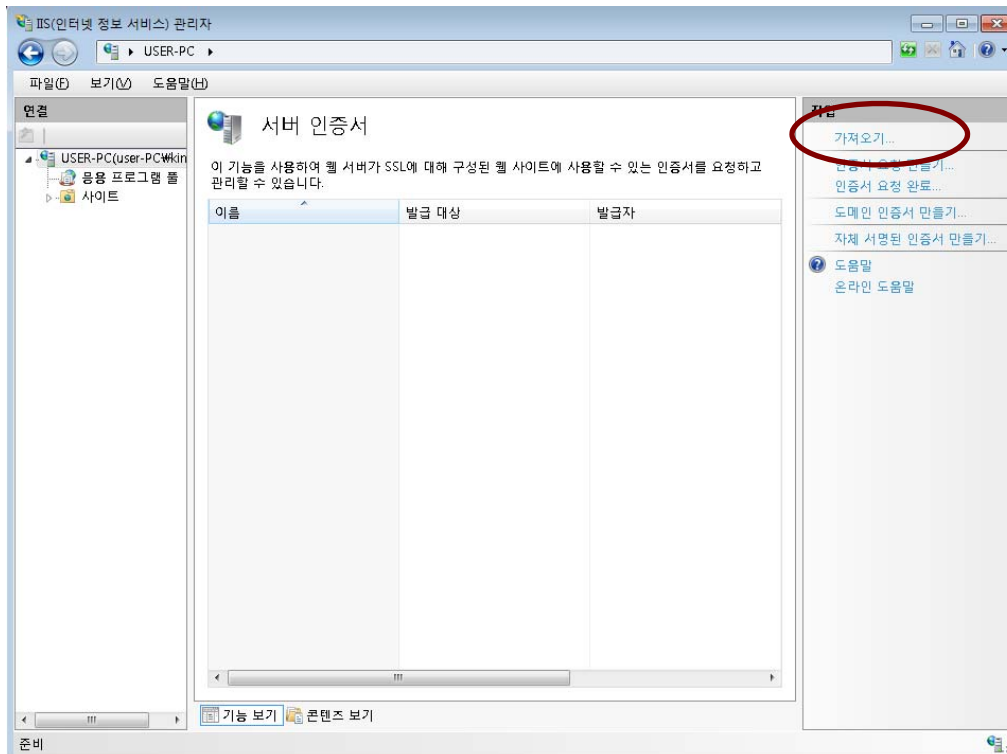 IIS(인터넷 정보 서비스) 관리자
USER-PC
파일(F) 보기(V) 도움말(H)
연결
USER-PC(user-PC₩kin
응용 프로그램 풀
사이트
서버 인증서
이 기능을 사용하여 웹 서버가 SSL에 대해 구성된 웹 사이트에 사용할 수 있는 인증서를 요청하고
관리할 수 있습니다.
이름 발급 대상 발급자
기능 보기 콘텐츠 보기
작업
가져오기...
인증서 요청 만들기...
인증서 요청 완료...
도메인 인증서 만들기...
자체 서명된 인증서 만들기...
도움말
온라인 도움말
준비